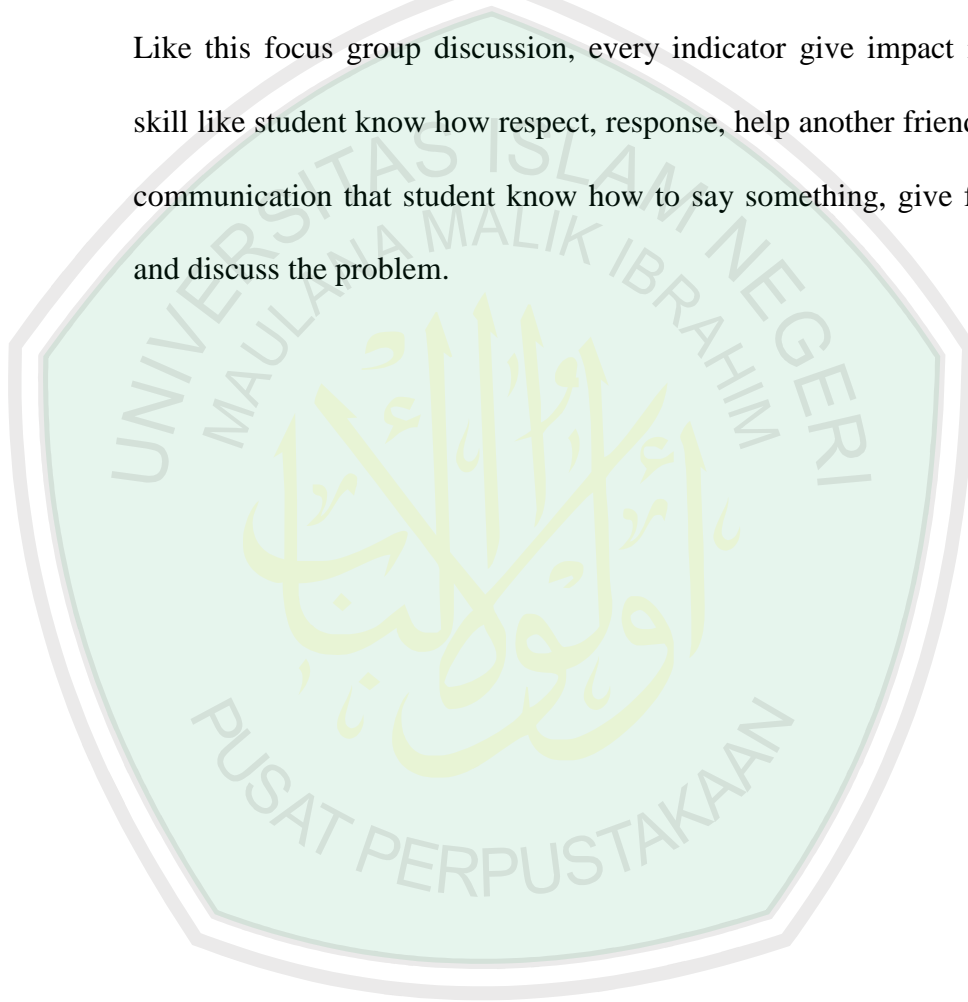 Like this focus group discussion, every indicator give impact
skill like student know how respect, response, help another
communication that student know how to say something, give
and discuss the problem.
UNIVERSITAS ISLAM NEGERI
MAULANA MALIK IBRAHIM
PUSAT PERPUSTAKAAN